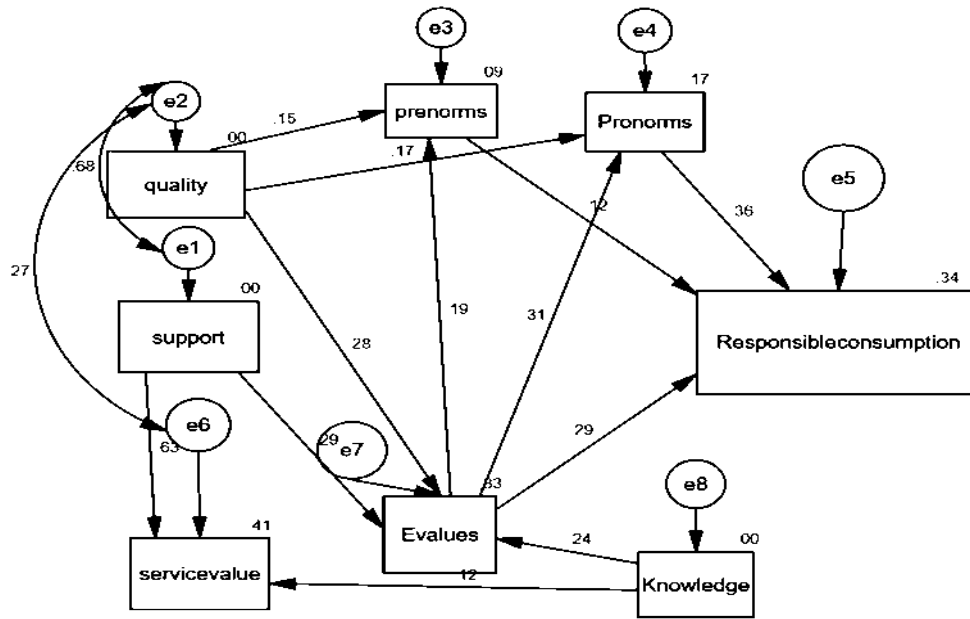 e3
e4
09
17
e2
prenorms
Pronorms
.15
00
.17
.68
quality
e5
12
36
e1
27
00
19
31
.34
support
28
Responsibleconsumption
e6
63
29
e7
29
33
e8
41
Evalues
24
00
servicevalue
12
Knowledge